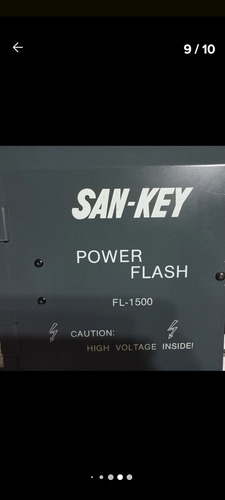 9 / 10
SAN-KEY
POWER
FLASH
FL-1500
CAUTION:
HIGH VOLTAGE INSIDE!